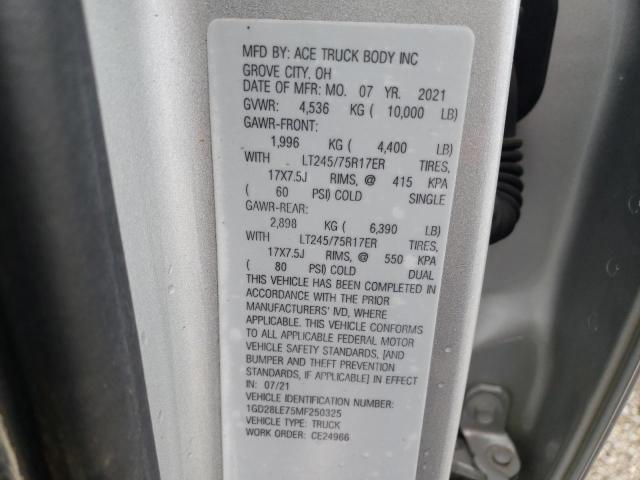 MFD BY: ACE TRUCK BODY INC
GROVE CITY, OH
DATE OF MFR: MO. 07 YR. 2021
GVWR: 4,536 KG ( 10,000 LB)
GAWR-FRONT:
1,996 KG ( 4,400 LB)
WITH LT245/75R17ER TIRES,
17X7.5J RIMS, @ 415 KPA
( 60 PSI) COLD SINGLE
GAWR-REAR:
2,898 KG ( 6,390 LB)
WITH LT245/75R17ER TIRES,
17X7.5J RIMS, @ 550 KPA
( 80 PSI) COLD DUAL
THIS VEHICLE HAS BEEN COMPLETED IN
ACCORDANCE WITH THE PRIOR
MANUFACTURERS' IVD, WHERE
APPLICABLE. THIS VEHICLE CONFORMS
TO ALL APPLICABLE FEDERAL MOTOR
VEHICLE SAFETY STANDARDS, [AND
BUMPER AND THEFT PREVENTION
STANDARDS, IF APPLICABLE] IN EFFECT
IN: 07/21
VEHICLE IDENTIFICATION NUMBER:
1GD28LE75MF250325
VEHICLE TYPE: TRUCK
WORK ORDER: CE24966